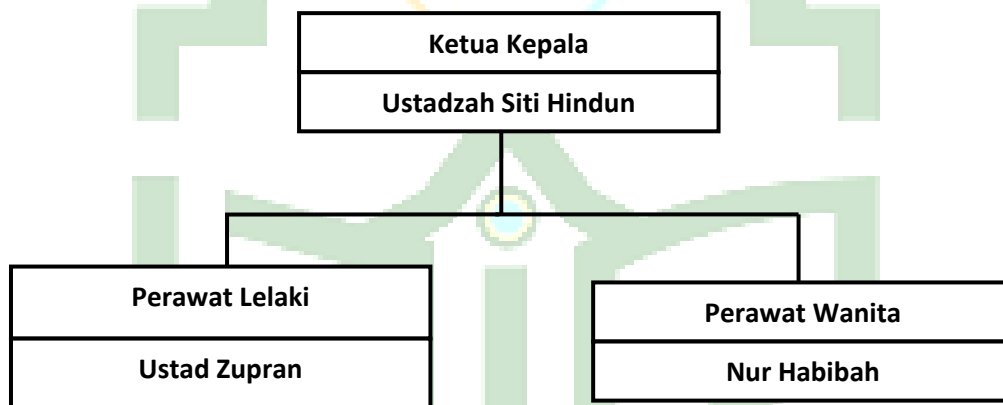 Ketua Kepala
Ustadzah Siti Hindun
Perawat Lelaki
Ustad Zupran
Perawat Wanita
Nur Habibah